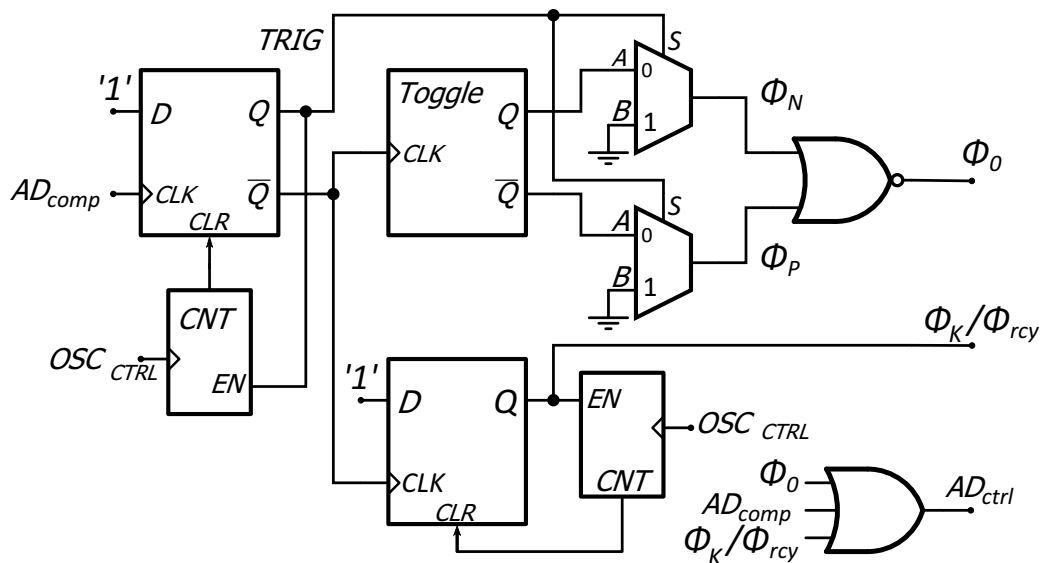 TRIG
S
'1'
D
Q
Toggle
Q
A
0
B
1
Φ_N
Φ_0
AD_comp
CLK
Q̅
CLR
CLK
Q̅
S
A
0
B
1
Φ_P
CNT
OSC_CTRL
EN
Φ_K/Φ_rcy
'1'
D
Q
EN
OSC_CTRL
CLK
CNT
CLR
Φ_0
AD_comp
Φ_K/Φ_rcy
AD_ctrl